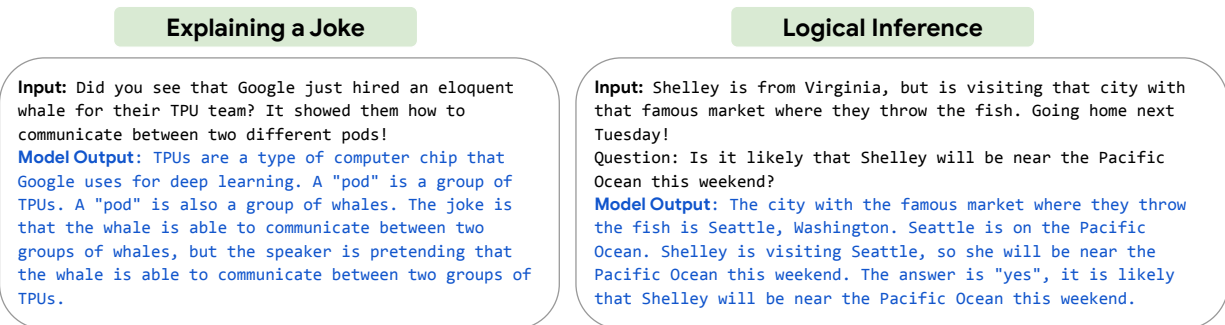 Explaining a Joke
Input: Did you see that Google just hired an eloquent
whale for their TPU team? It showed them how to
communicate between two different pods!
Model Output: TPUs are a type of computer chip that
Google uses for deep learning. A "pod" is a group of
TPUs. A "pod" is also a group of whales. The joke is
that the whale is able to communicate between two
groups of whales, but the speaker is pretending that
the whale is able to communicate between two groups of
TPUs.
Logical Inference
Input: Shelley is from Virginia, but is visiting that city with
that famous market where they throw the fish. Going home next
Tuesday!
Question: Is it likely that Shelley will be near the Pacific
Ocean this weekend?
Model Output: The city with the famous market where they throw
the fish is Seattle, Washington. Seattle is on the Pacific
Ocean. Shelley is visiting Seattle, so she will be near the
Pacific Ocean this weekend. The answer is "yes", it is likely
that Shelley will be near the Pacific Ocean this weekend.